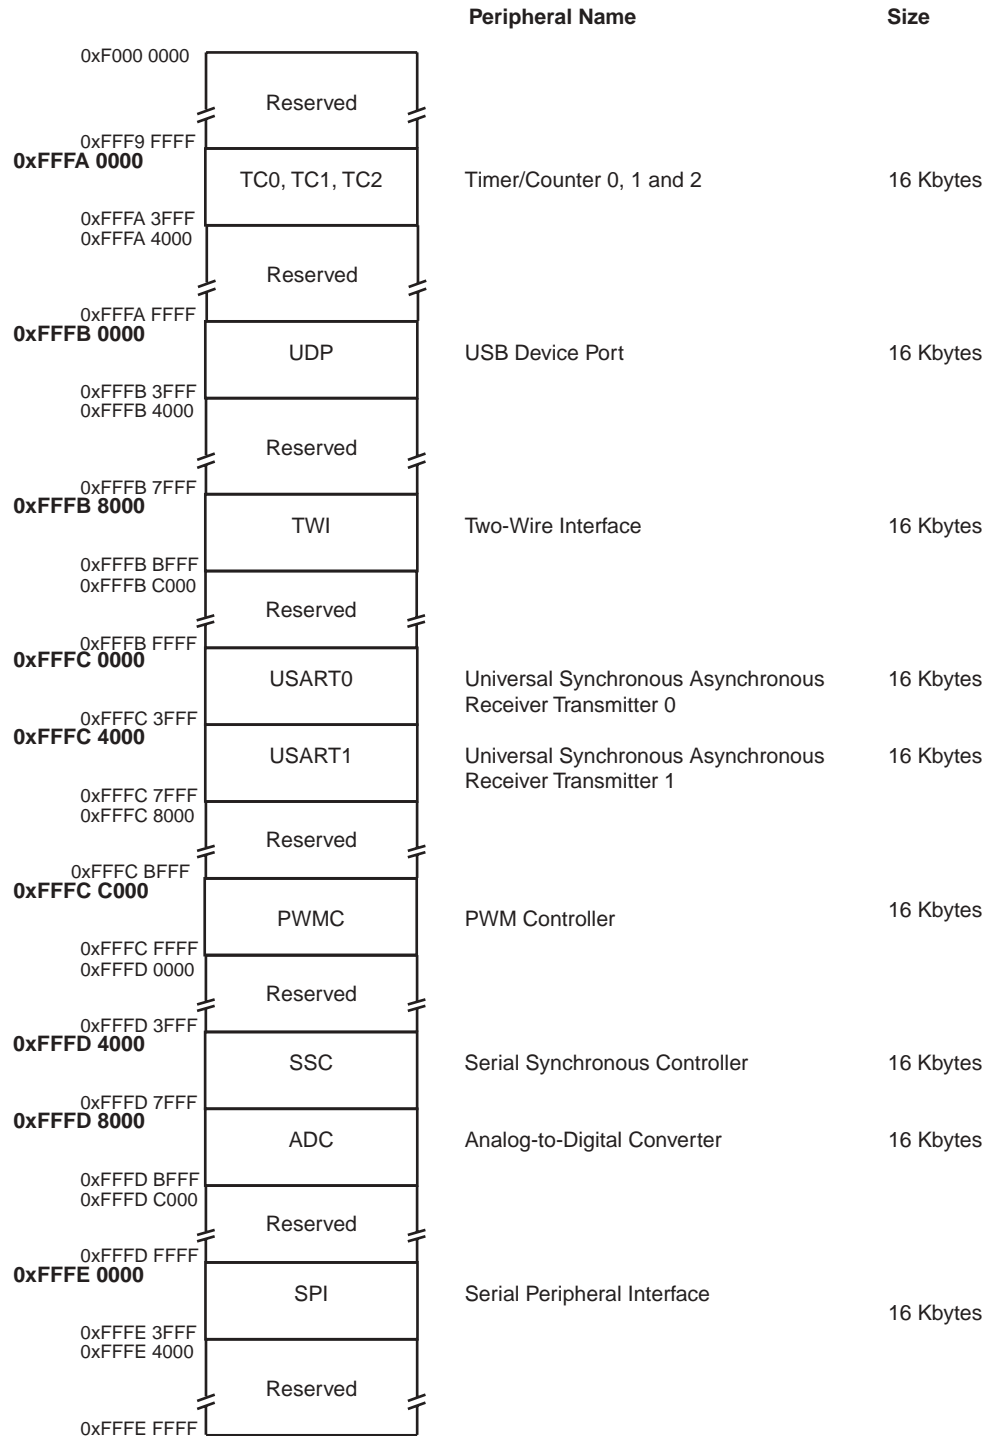 Peripheral Name Size
0xF000 0000
Reserved
0xFFF9 FFFF
0xFFFA 0000
TC0, TC1, TC2 Timer/Counter 0, 1 and 2 16 Kbytes
0xFFFA 3FFF
0xFFFA 4000
Reserved
0xFFFA FFFF
0xFFFB 0000
UDP USB Device Port 16 Kbytes
0xFFFB 3FFF
0xFFFB 4000
Reserved
0xFFFB 7FFF
0xFFFB 8000
TWI Two-Wire Interface 16 Kbytes
0xFFFB BFFF
0xFFFB C000
Reserved
0xFFFB FFFF
0xFFFC 0000
USART0 Universal Synchronous Asynchronous 16 Kbytes
Receiver Transmitter 0
0xFFFC 3FFF
0xFFFC 4000
USART1 Universal Synchronous Asynchronous 16 Kbytes
Receiver Transmitter 1
0xFFFC 7FFF
0xFFFC 8000
Reserved
0xFFFC BFFF
0xFFFC C000
PWMC PWM Controller 16 Kbytes
0xFFFC FFFF
0xFFFD 0000
Reserved
0xFFFD 3FFF
0xFFFD 4000
SSC Serial Synchronous Controller 16 Kbytes
0xFFFD 7FFF
0xFFFD 8000
ADC Analog-to-Digital Converter 16 Kbytes
0xFFFD BFFF
0xFFFD C000
Reserved
0xFFFD FFFF
0xFFFE 0000
SPI Serial Peripheral Interface 16 Kbytes
0xFFFE 3FFF
0xFFFE 4000
Reserved
0xFFFE FFFF